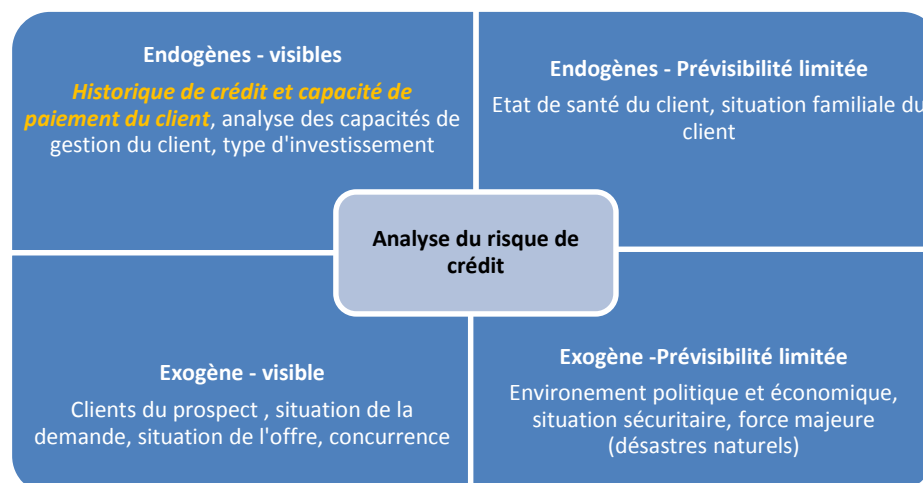 Endogènes - visibles
Historique de crédit et capacité de
paiement du client, analyse des capacités de
gestion du client, type d'investissement
Endogènes - Prévisibilité limitée
Etat de santé du client, situation familiale du
client
Analyse du risque de
crédit
Exogène - visible
Clients du prospect , situation de la
demande, situation de l'offre, concurrence
Exogène -Prévisibilité limitée
Environement politique et économique,
situation sécuritaire, force majeure
(désastres naturels)